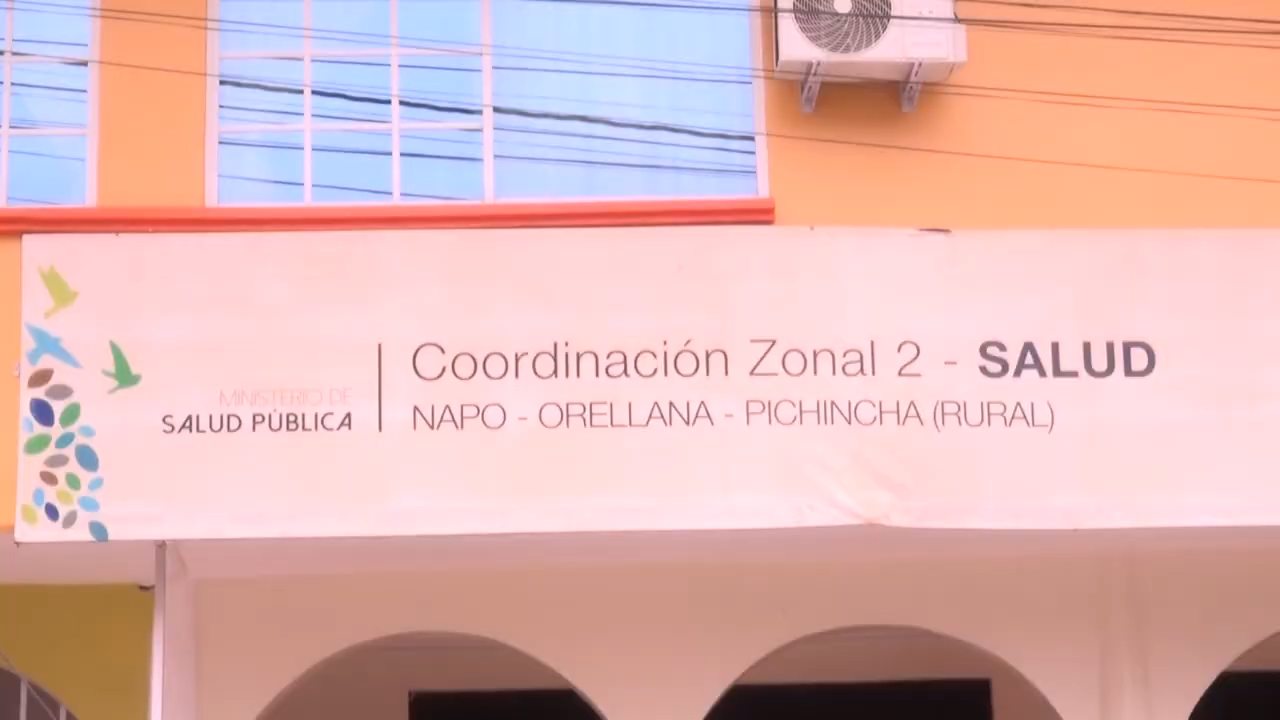 MINISTERIO DE
SALUD PÚBLICA
Coordinación Zonal 2 - SALUD
NAPO - ORELLANA - PICHINCHA (RURAL)